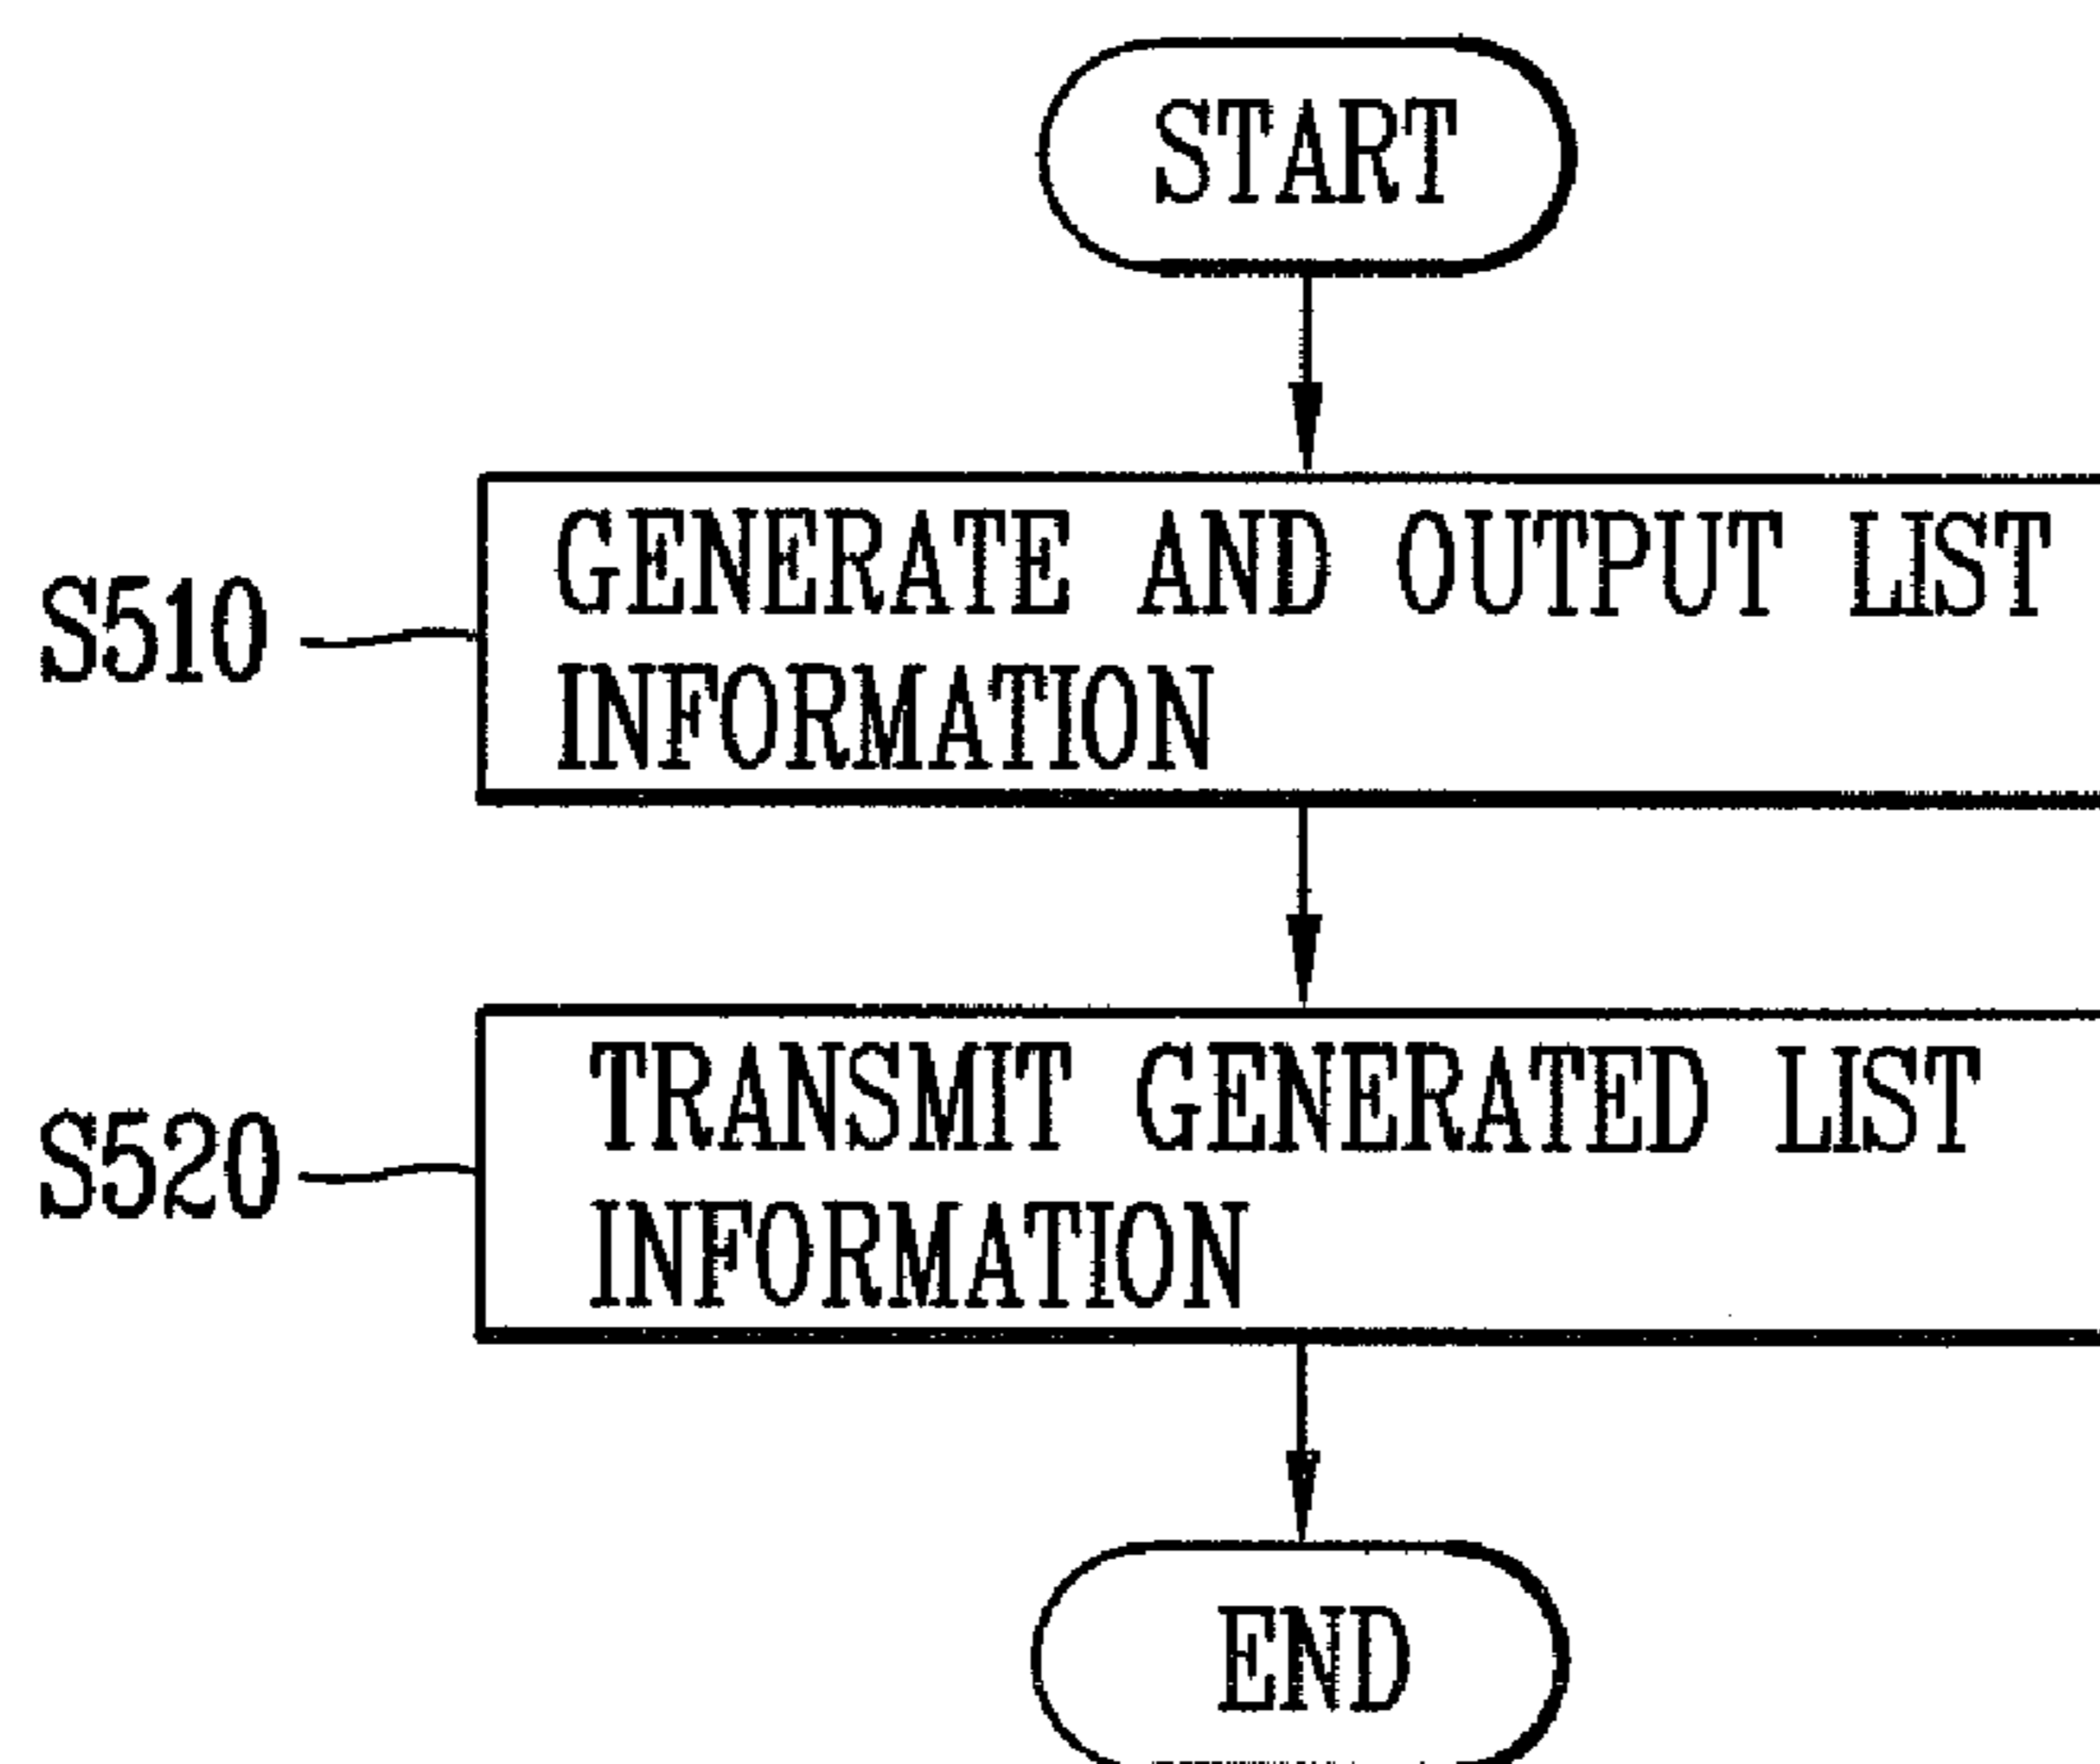 START
S510
GENERATE AND OUTPUT LIST
INFORMATION
S520
TRANSMIT GENERATED LIST
INFORMATION
END